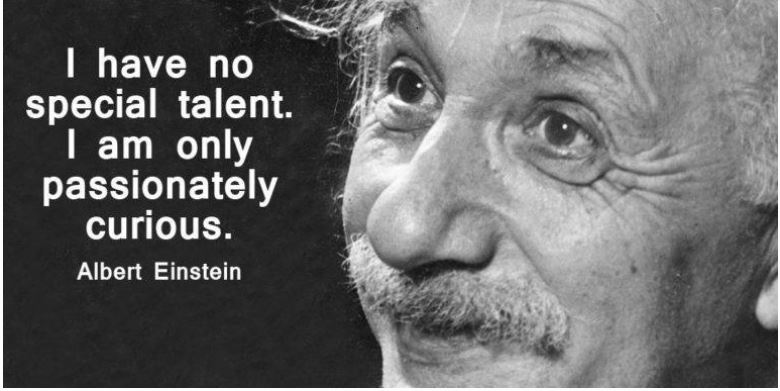 I have no
special talent.
I am only
passionately
curious.
Albert Einstein